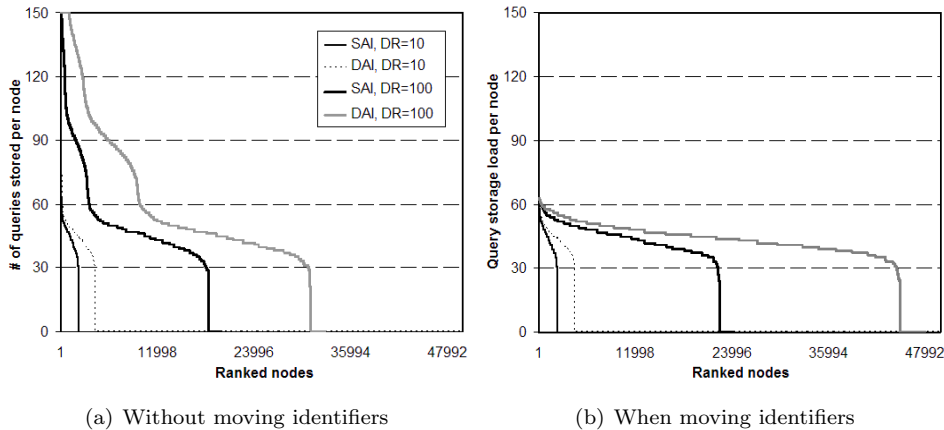 150
120
90
60
30
0
# of queries stored per node
SAI, DR=10
DAI, DR=10
SAI, DR=100
DAI, DR=100
1 11998 23996 35994 47992
Ranked nodes
(a) Without moving identifiers
150
120
90
60
30
0
Query storage load per node
1 11998 23996 35994 47992
Ranked nodes
(b) When moving identifiers